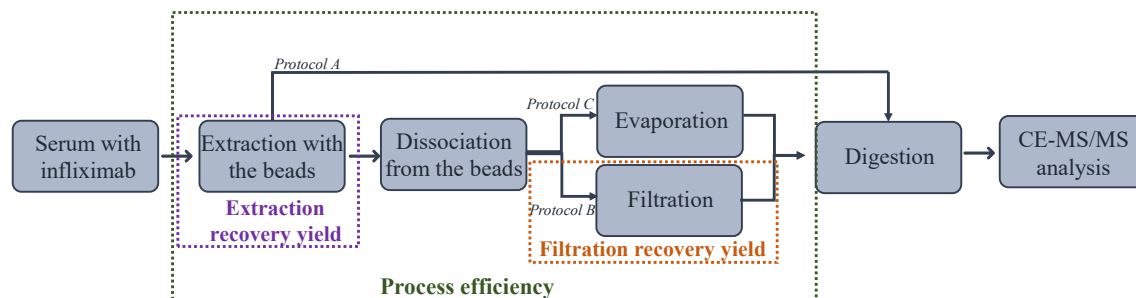 Protocol A
Serum with
infliximab
Extraction with
the beads
Dissociation
from the beads
Protocol C
Evaporation
Protocol B
Filtration
Digestion
CE-MS/MS
analysis
Extraction
recovery yield
Filtration recovery yield
Process efficiency